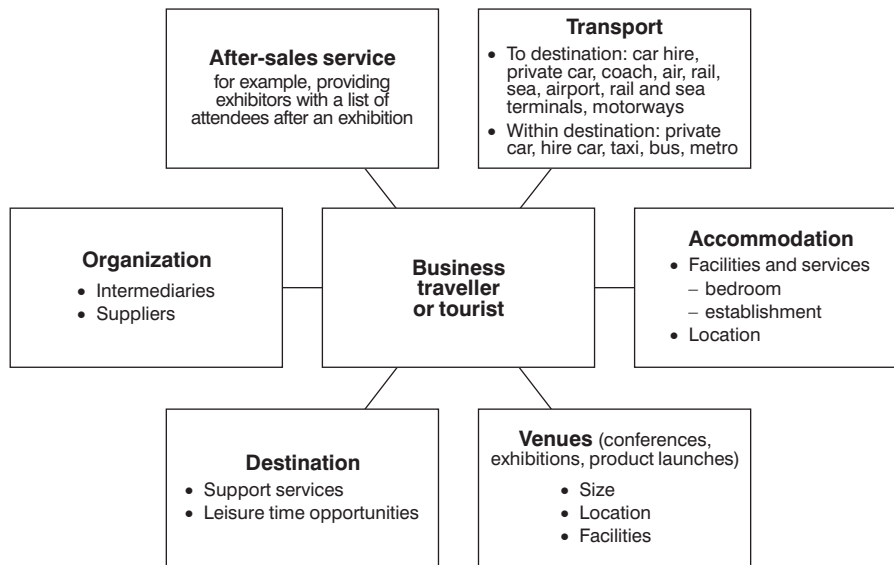 After-sales service
for example, providing
exhibitors with a list of
attendees after an exhibition
Transport
• To destination: car hire,
private car, coach, air, rail,
sea, airport, rail and sea
terminals, motorways
• Within destination: private
car, hire car, taxi, bus, metro
Organization
• Intermediaries
• Suppliers
Business
traveller
or tourist
Accommodation
• Facilities and services
– bedroom
– establishment
• Location
Destination
• Support services
• Leisure time opportunities
Venues (conferences,
exhibitions, product launches)
• Size
• Location
• Facilities